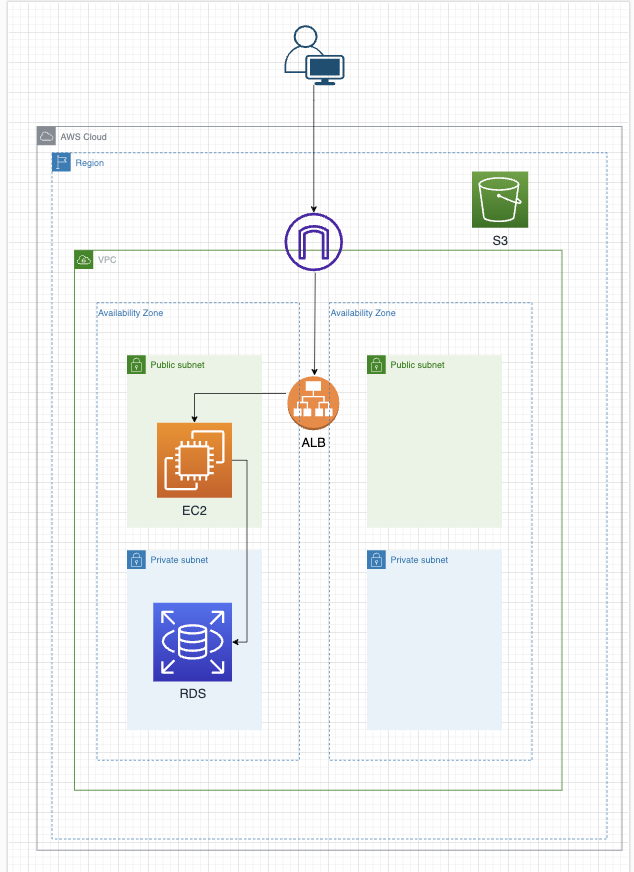 AWS Cloud
Region
S3
VPC
Availability Zone
Availability Zone
Public subnet
Public subnet
ALB
EC2
Private subnet
Private subnet
RDS